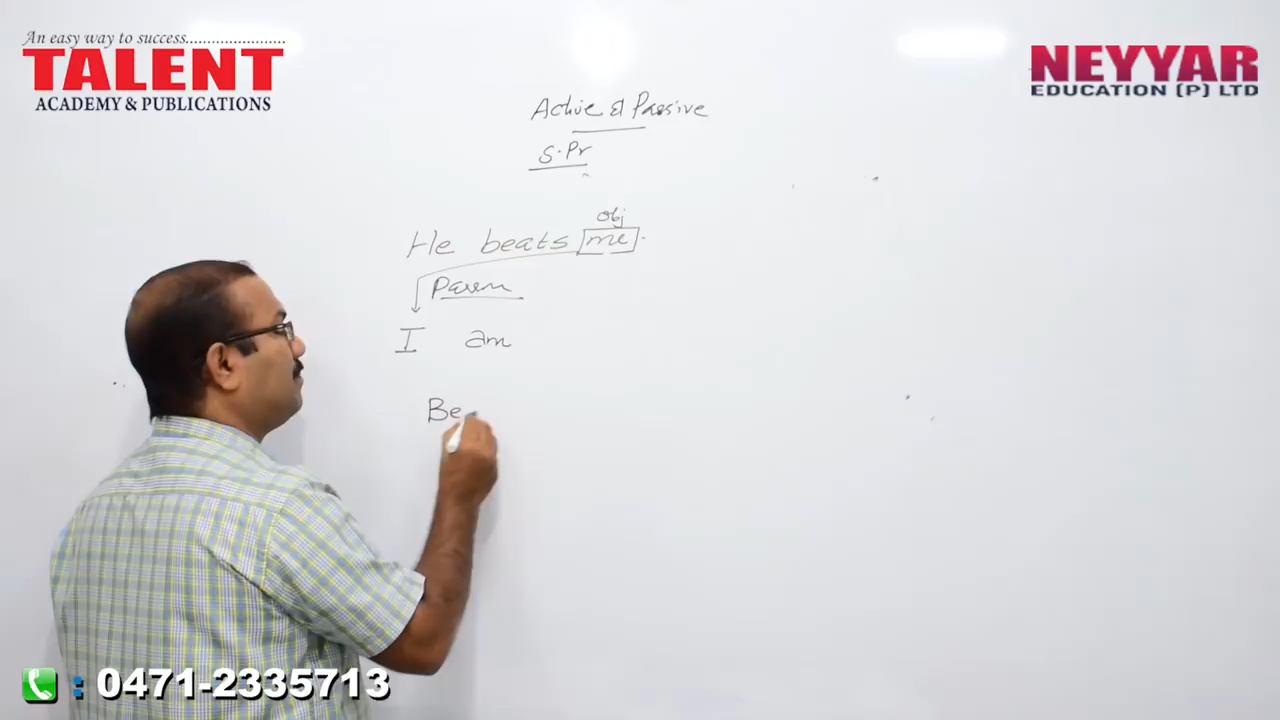 An easy way to success.......................
TALENT
ACADEMY & PUBLICATIONS
NEYYAR
EDUCATION (P) LTD
Active & Passive
S.Pr
obj
He beats me.
I am
Be
: 0471-2335713